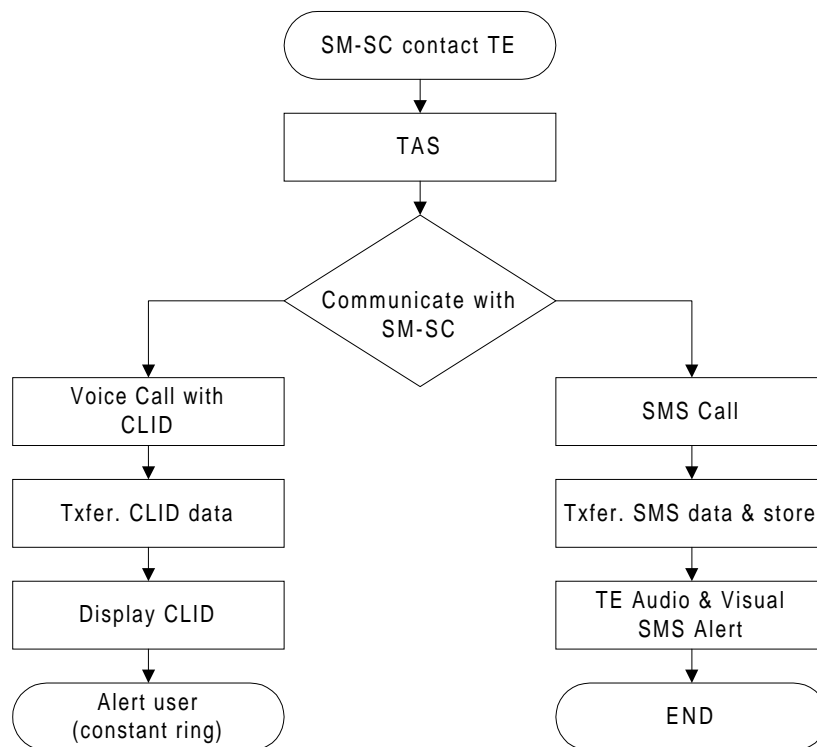 SM-SC contact TE
TAS
Communicate with
SM-SC
Voice Call with
CLID
Txfer. CLID data
Display CLID
Alert user
(constant ring)
SMS Call
Txfer. SMS data & store
TE Audio & Visual
SMS Alert
END